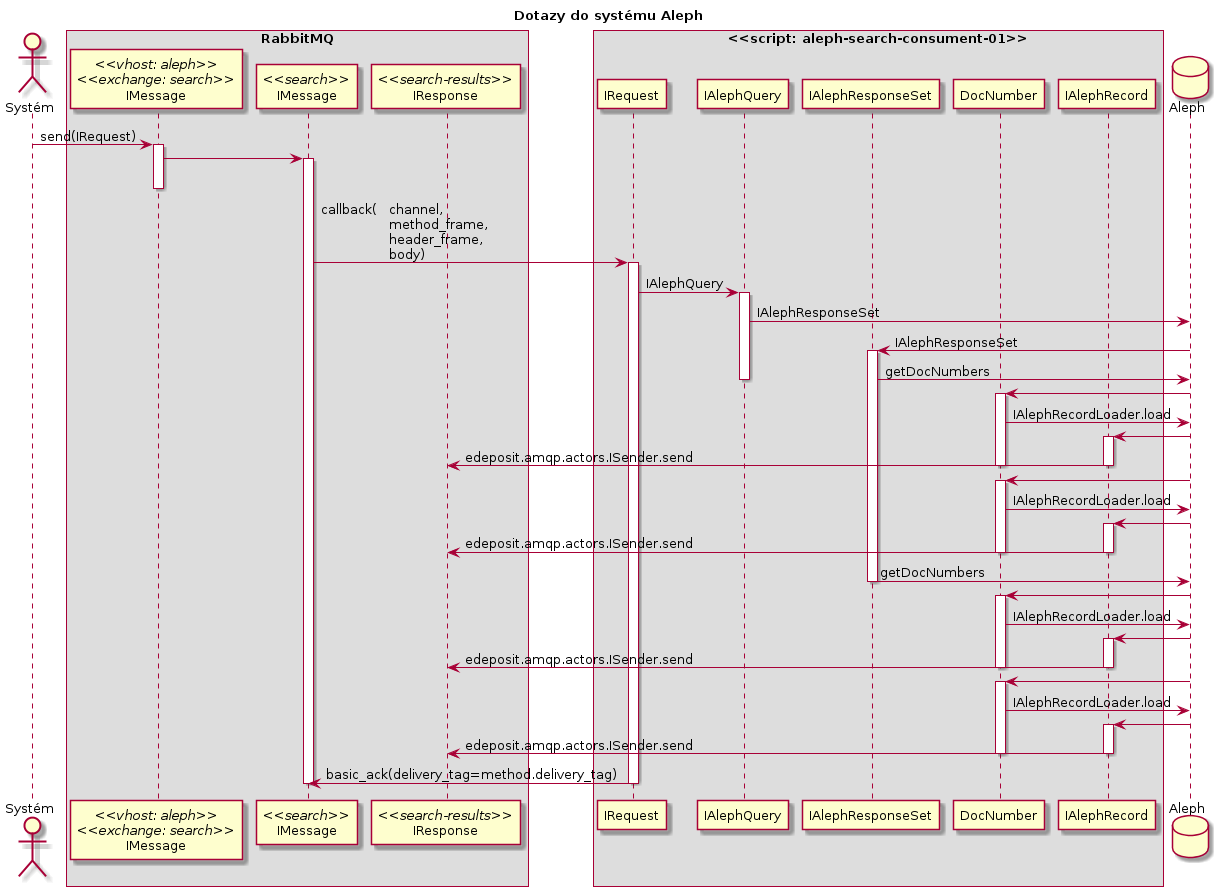 Dotazy do systému Aleph
RabbitMQ
<<script: aleph-search-consument-01>>
Systém
<<vhost: aleph>>
<<exchange: search>>
IMessage
<<search>>
IMessage
<<search-results>>
IResponse
IRequest
IAlephQuery
IAlephResponseSet
DocNumber
IAlephRecord
Aleph
send(IRequest)
callback( channel,
method_frame,
header_frame,
body)
IAlephQuery
IAlephResponseSet
IAlephResponseSet
getDocNumbers
IAlephRecordLoader.load
edeposit.amqp.actors.ISender.send
IAlephRecordLoader.load
edeposit.amqp.actors.ISender.send
getDocNumbers
IAlephRecordLoader.load
edeposit.amqp.actors.ISender.send
IAlephRecordLoader.load
edeposit.amqp.actors.ISender.send
basic_ack(delivery_tag=method.delivery_tag)
Systém
<<vhost: aleph>>
<<exchange: search>>
IMessage
<<search>>
IMessage
<<search-results>>
IResponse
IRequest
IAlephQuery
IAlephResponseSet
DocNumber
IAlephRecord
Aleph